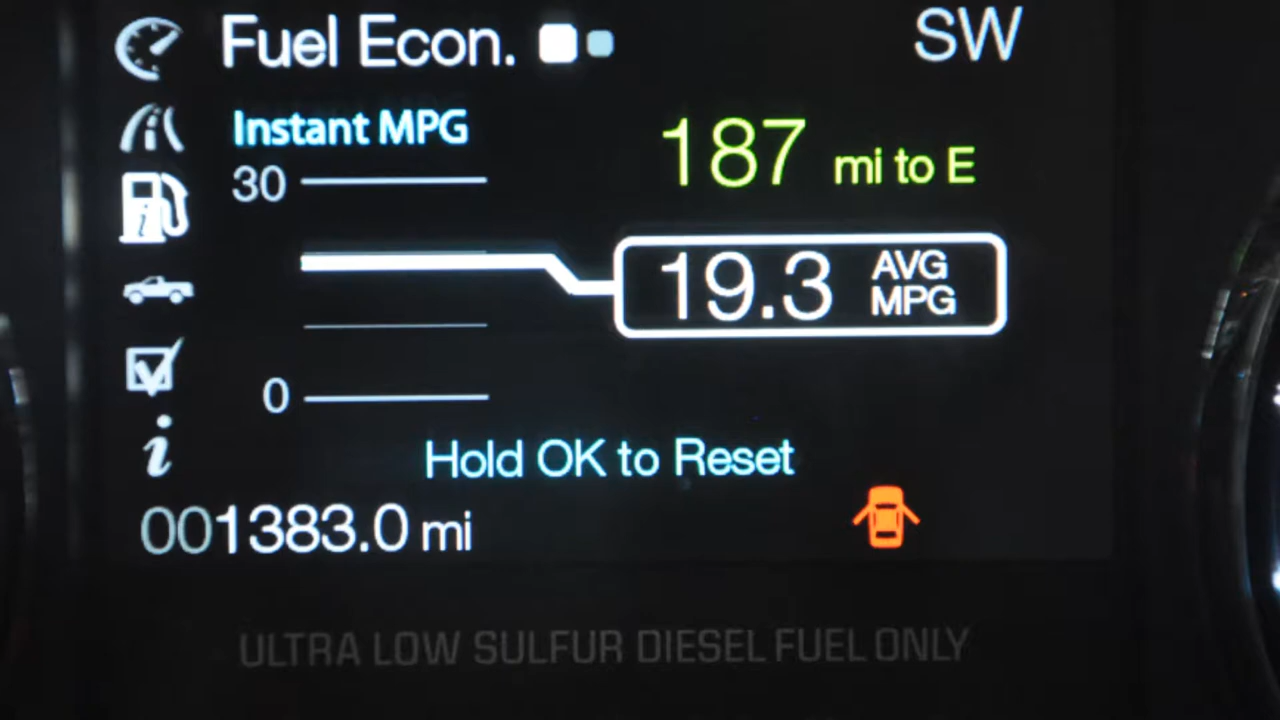 Fuel Econ.
SW
Instant MPG
187 mi to E
30
19.3 AVG MPG
0
Hold OK to Reset
001383.0 mi
ULTRA LOW SULFUR DIESEL FUEL ONLY